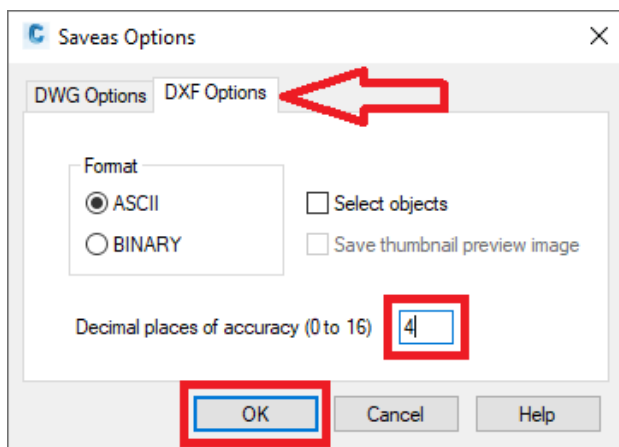 Saveas Options
DWG Options DXF Options
Format
ASCII
Select objects
BINARY
Save thumbnail preview image
Decimal places of accuracy (0 to 16) 4
OK Cancel Help